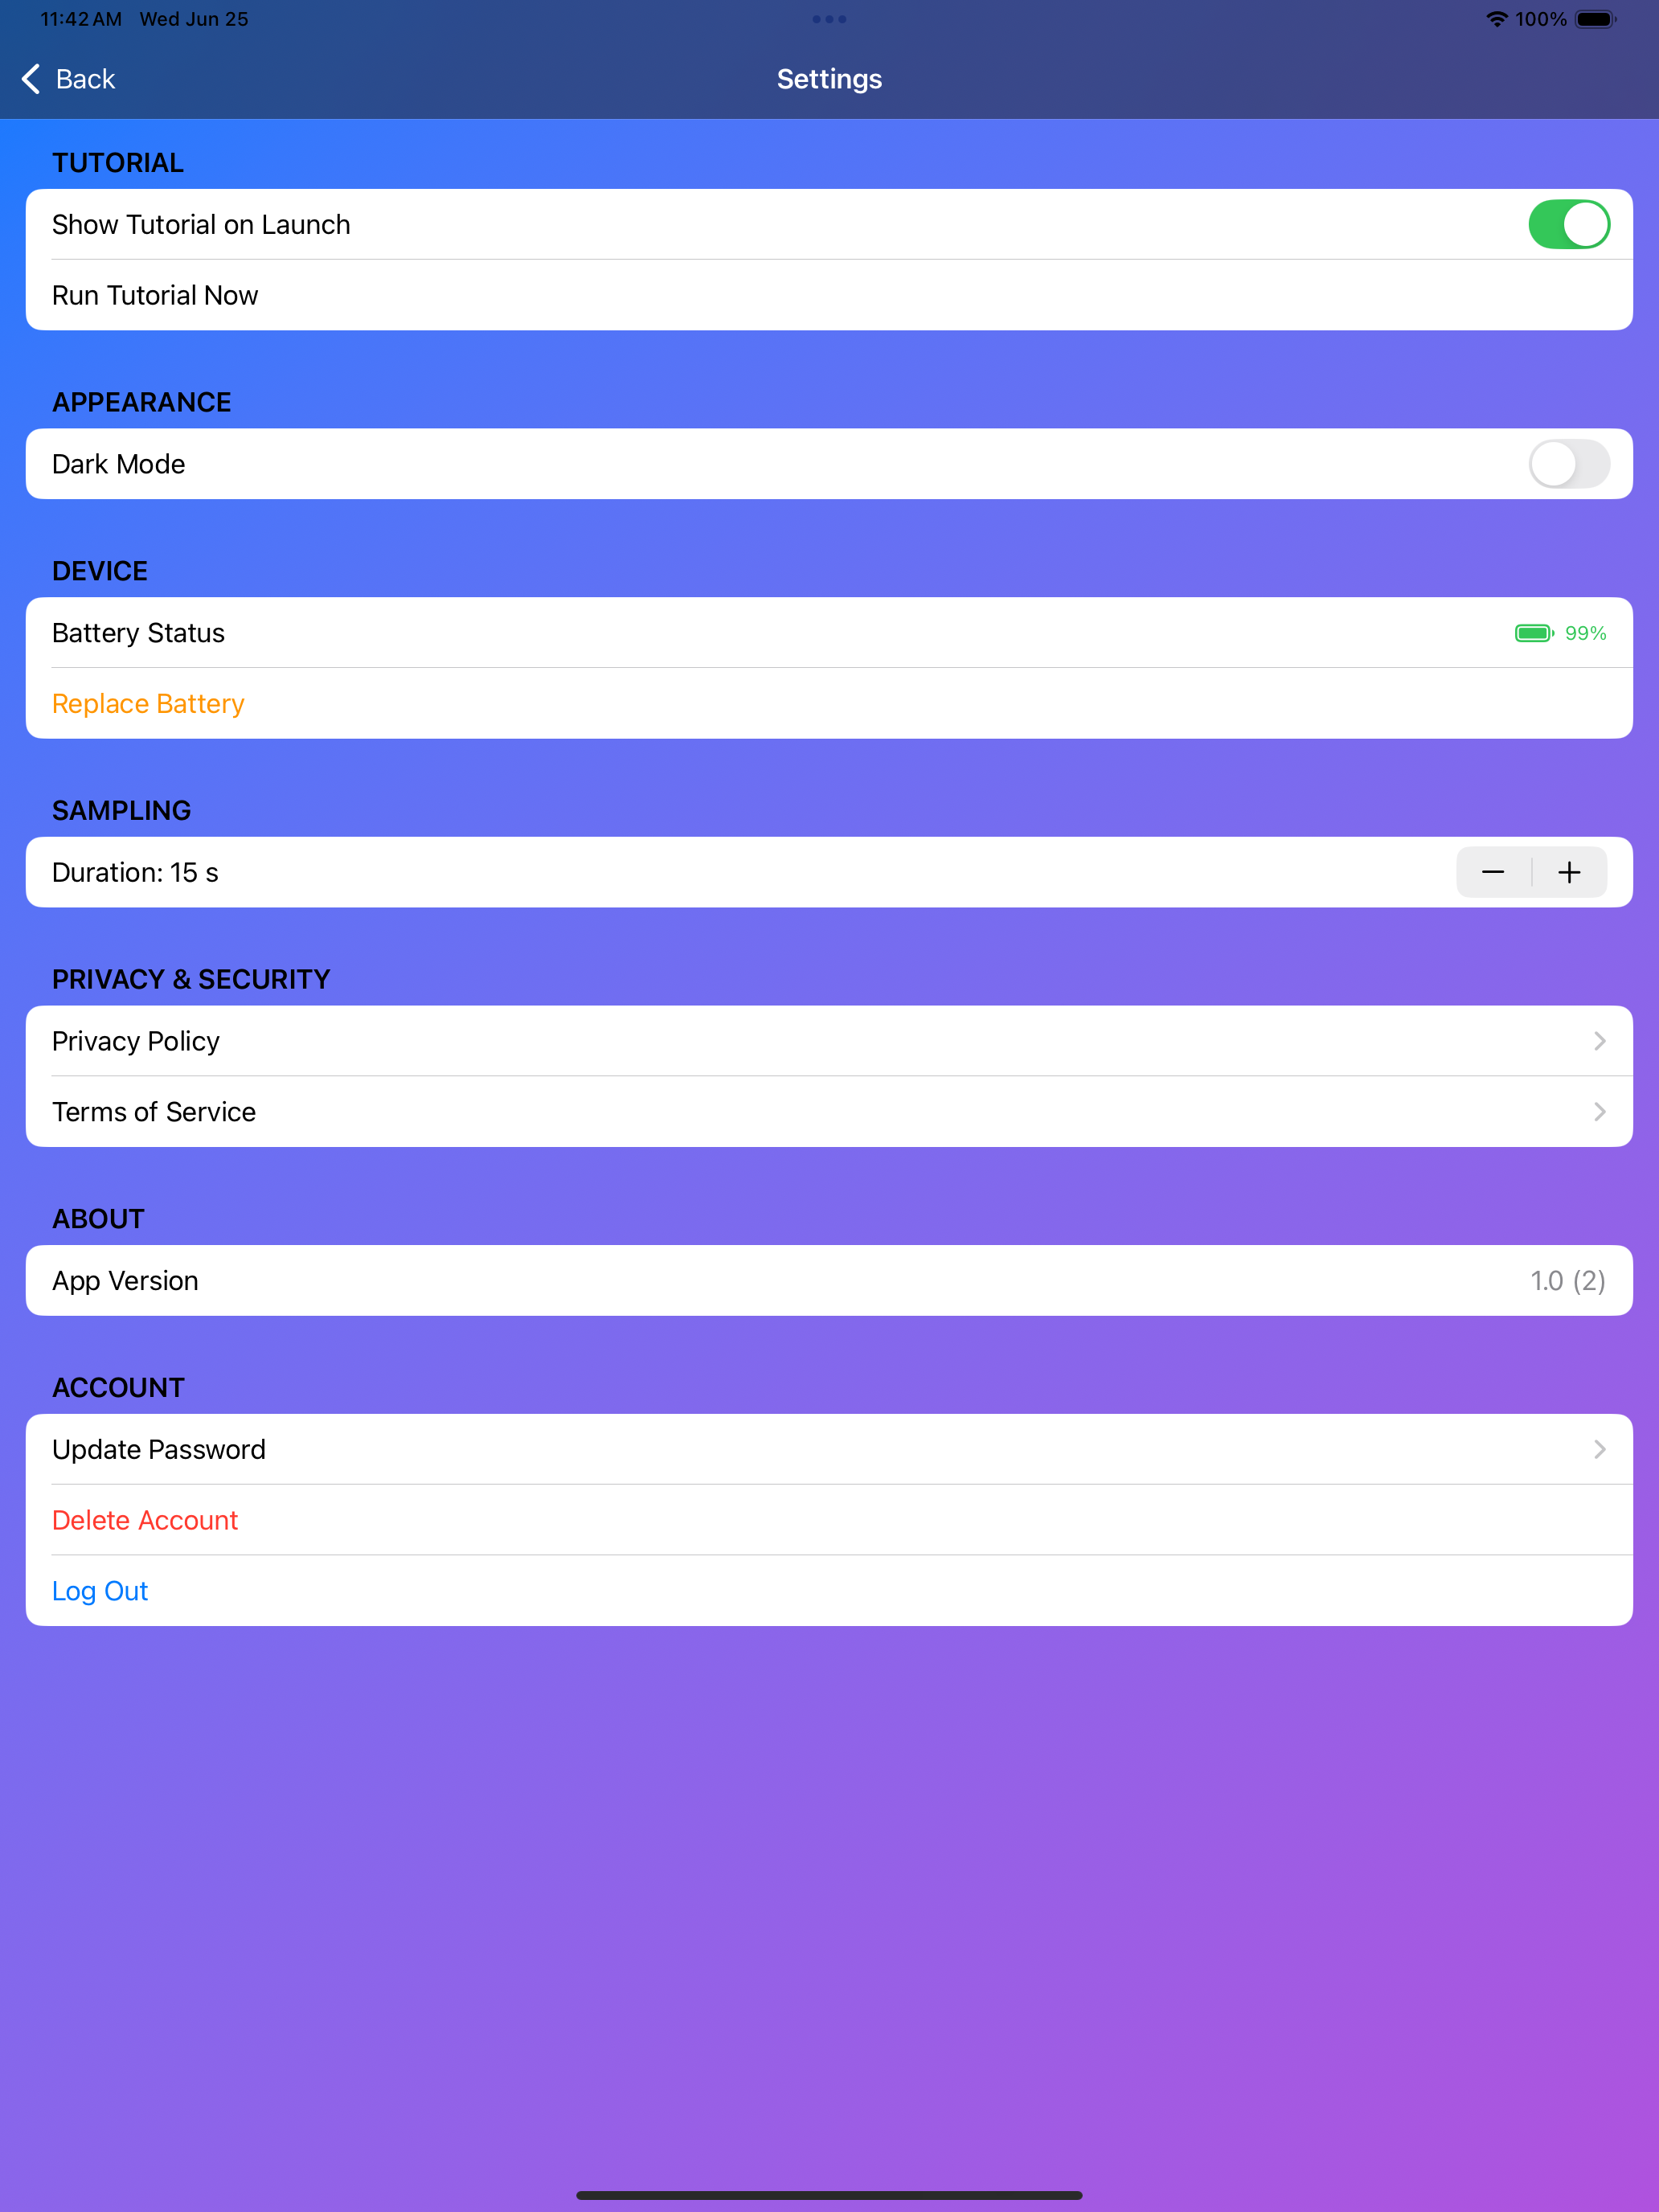 11:42 AM Wed Jun 25
100%
Back
Settings
TUTORIAL
Show Tutorial on Launch
Run Tutorial Now
APPEARANCE
Dark Mode
DEVICE
Battery Status 99%
Replace Battery
SAMPLING
Duration: 15 s
PRIVACY & SECURITY
Privacy Policy
Terms of Service
ABOUT
App Version 1.0 (2)
ACCOUNT
Update Password
Delete Account
Log Out